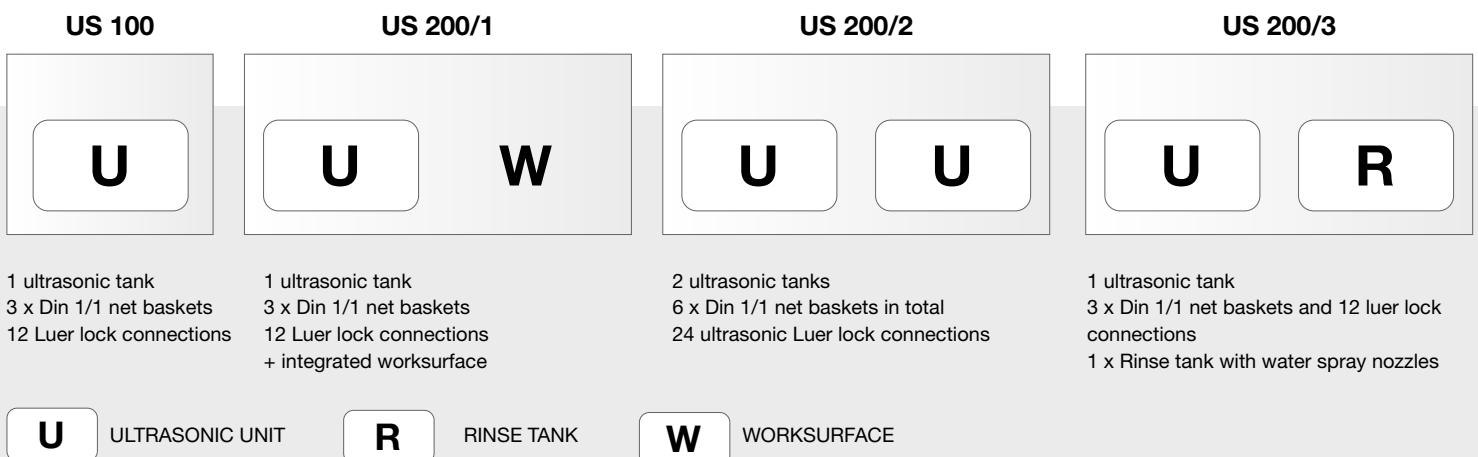 US 100
US 200/1
US 200/2
US 200/3
U
U W
U U
U R
1 ultrasonic tank
3 x Din 1/1 net baskets
12 Luer lock connections
1 ultrasonic tank
3 x Din 1/1 net baskets
12 Luer lock connections
+ integrated worksurface
2 ultrasonic tanks
6 x Din 1/1 net baskets in total
24 ultrasonic Luer lock connections
1 ultrasonic tank
3 x Din 1/1 net baskets and 12 luer lock
connections
1 x Rinse tank with water spray nozzles
U ULTRASONIC UNIT
R RINSE TANK
W WORKSURFACE